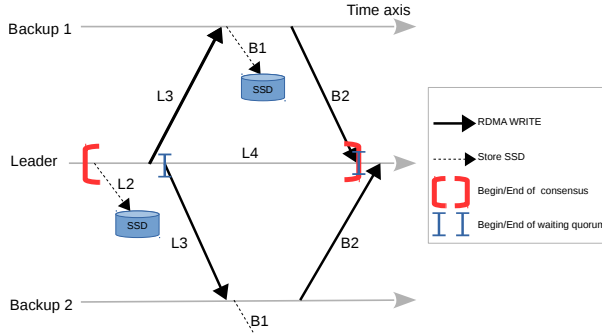 Time axis
Backup 1
B1
SSD
L3
B2
RDMA WRITE
Leader
L4
Store SSD
L2
Begin/End of consensus
SSD
Begin/End of waiting quorum
L3
B2
Backup 2
B1